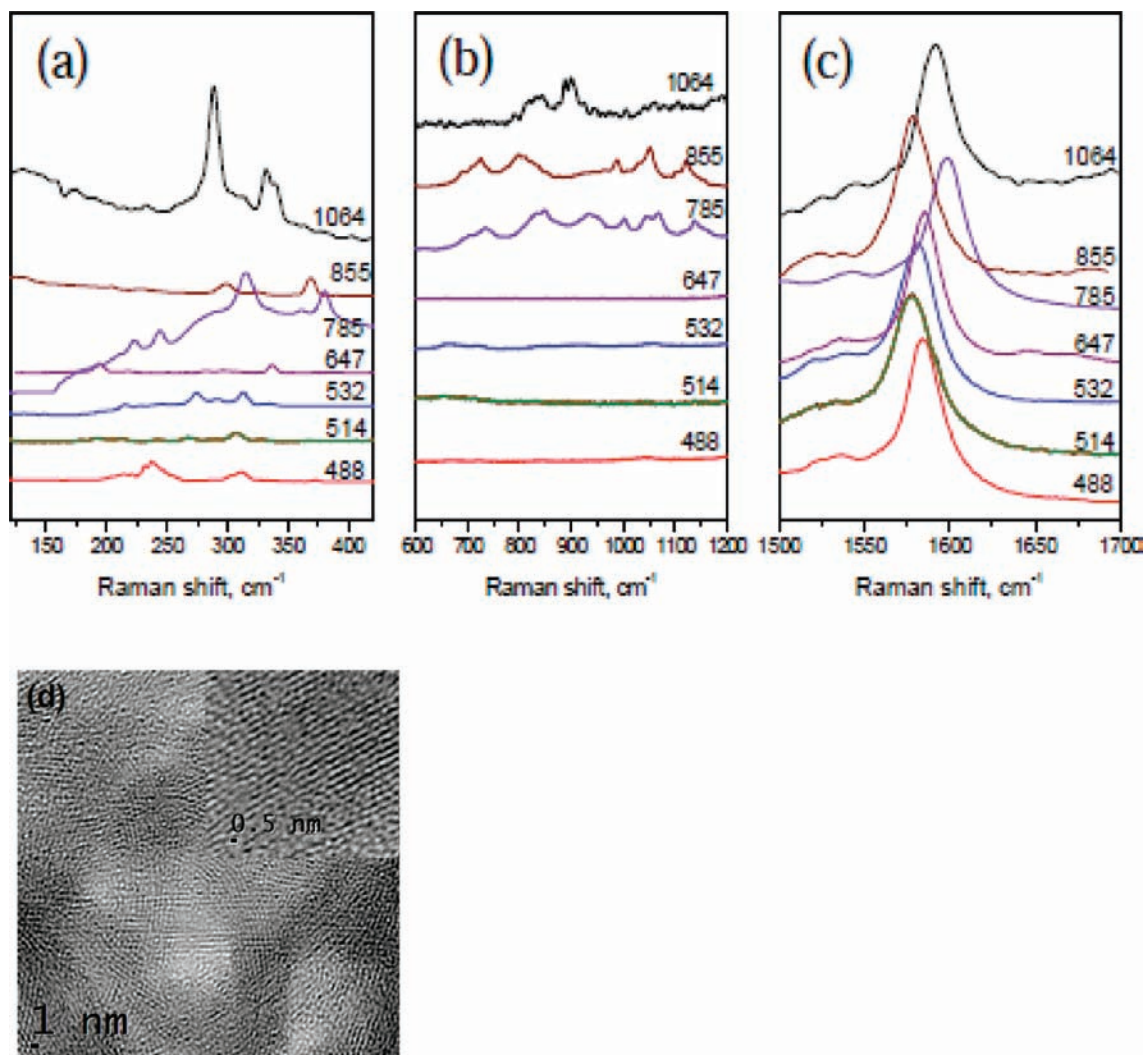 (a)
1064
855
785
647
532
514
488
150 200 250 300 350 400
Raman shift, cm-1
(b)
1064
855
785
647
532
514
488
600 700 800 900 1000 1100 1200
Raman shift, cm-1
(c)
1064
855
785
647
532
514
488
1500 1550 1600 1650 1700
Raman shift, cm-1
(d)
0.5 nm
1 nm